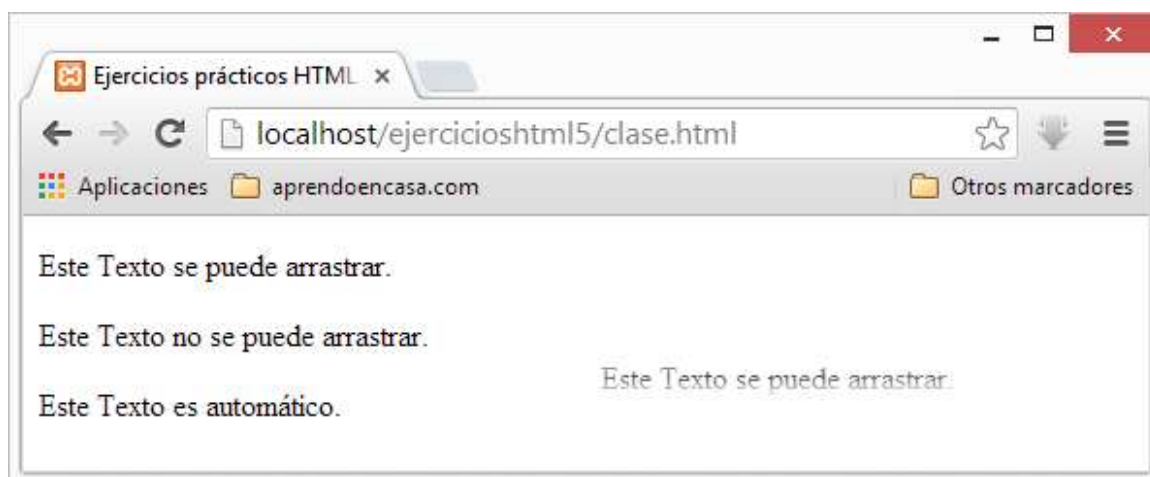 Ejercicios prácticos HTML
localhost/ejercicioshtml5/clase.html
Aplicaciones aprendoencasa.com Otros marcadores
Este Texto se puede arrastrar.
Este Texto no se puede arrastrar.
Este Texto se puede arrastrar.
Este Texto es automático.